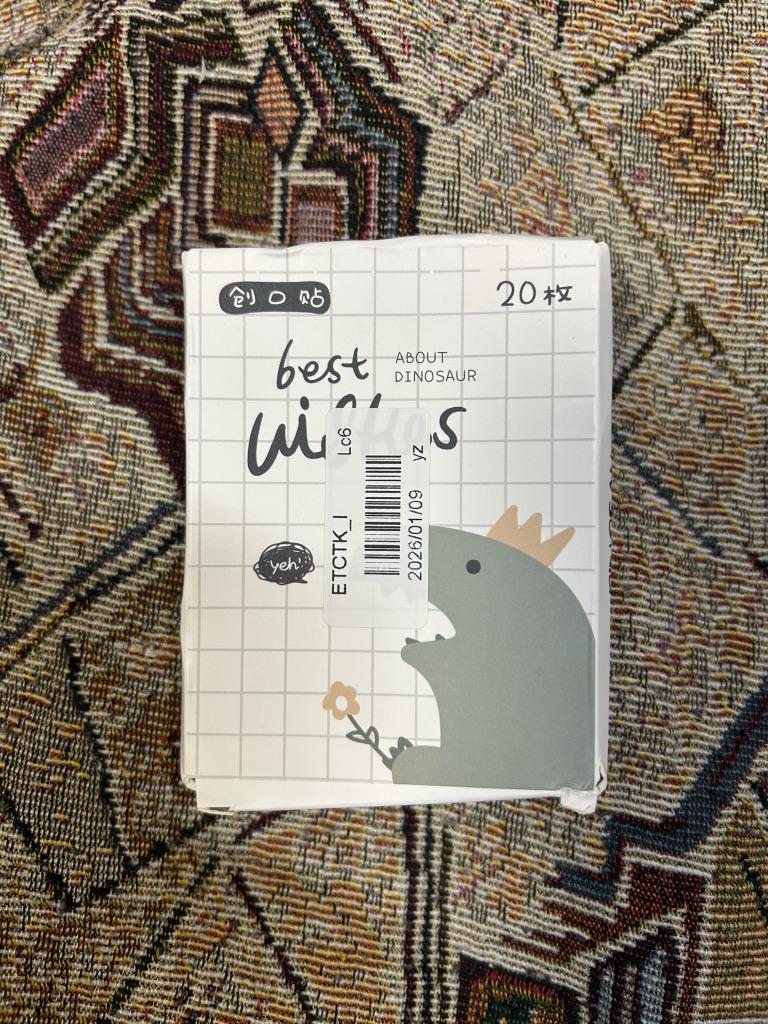 创口贴
20枚
best
ABOUT
DINOSAUR
yeh!
ETCTK_I Lc6
2026/01/09 yz